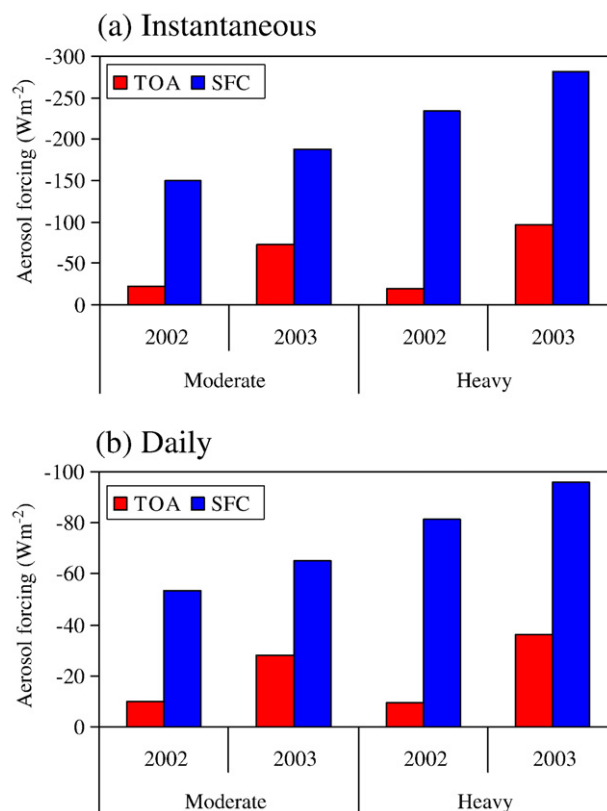 (a) Instantaneous
-300
-250
-200
-150
-100
-50
0
Aerosol forcing (Wm⁻²)
TOA SFC
2002 2003 2002 2003
Moderate Heavy
(b) Daily
-100
-80
-60
-40
-20
0
Aerosol forcing (Wm⁻²)
TOA SFC
2002 2003 2002 2003
Moderate Heavy